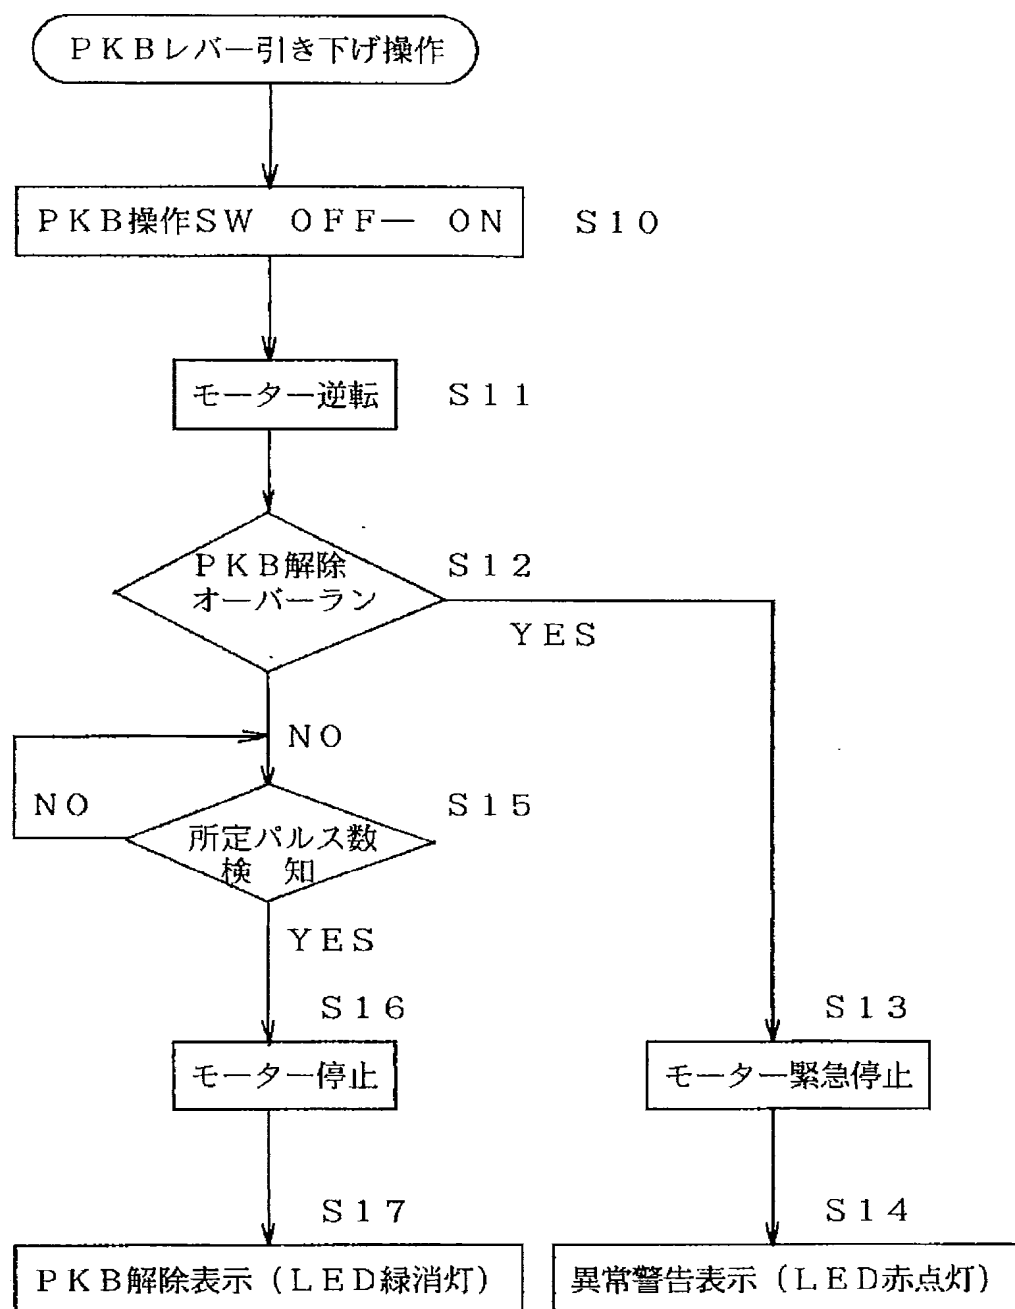 PKBレバー引き下げ操作
PKB操作SW OFF― ON S10
モーター逆転 S11
PKB解除 S12
オーバーラン
YES
NO
NO S15
所定パルス数
検 知
YES
S16 S13
モーター停止 モーター緊急停止
S17 S14
PKB解除表示(LED緑消灯) 異常警告表示(LED赤点灯)